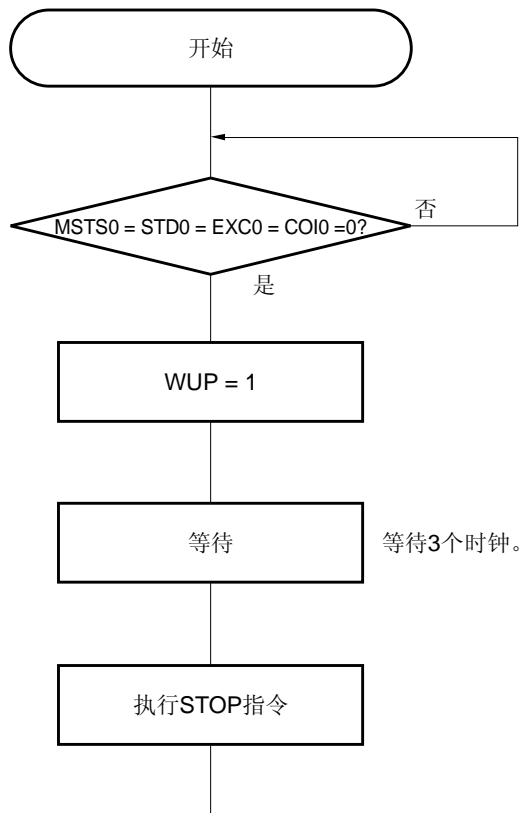 开始
MSTS0 = STD0 = EXC0 = COI0 =0?
否
是
WUP = 1
等待
等待3个时钟。
执行STOP指令